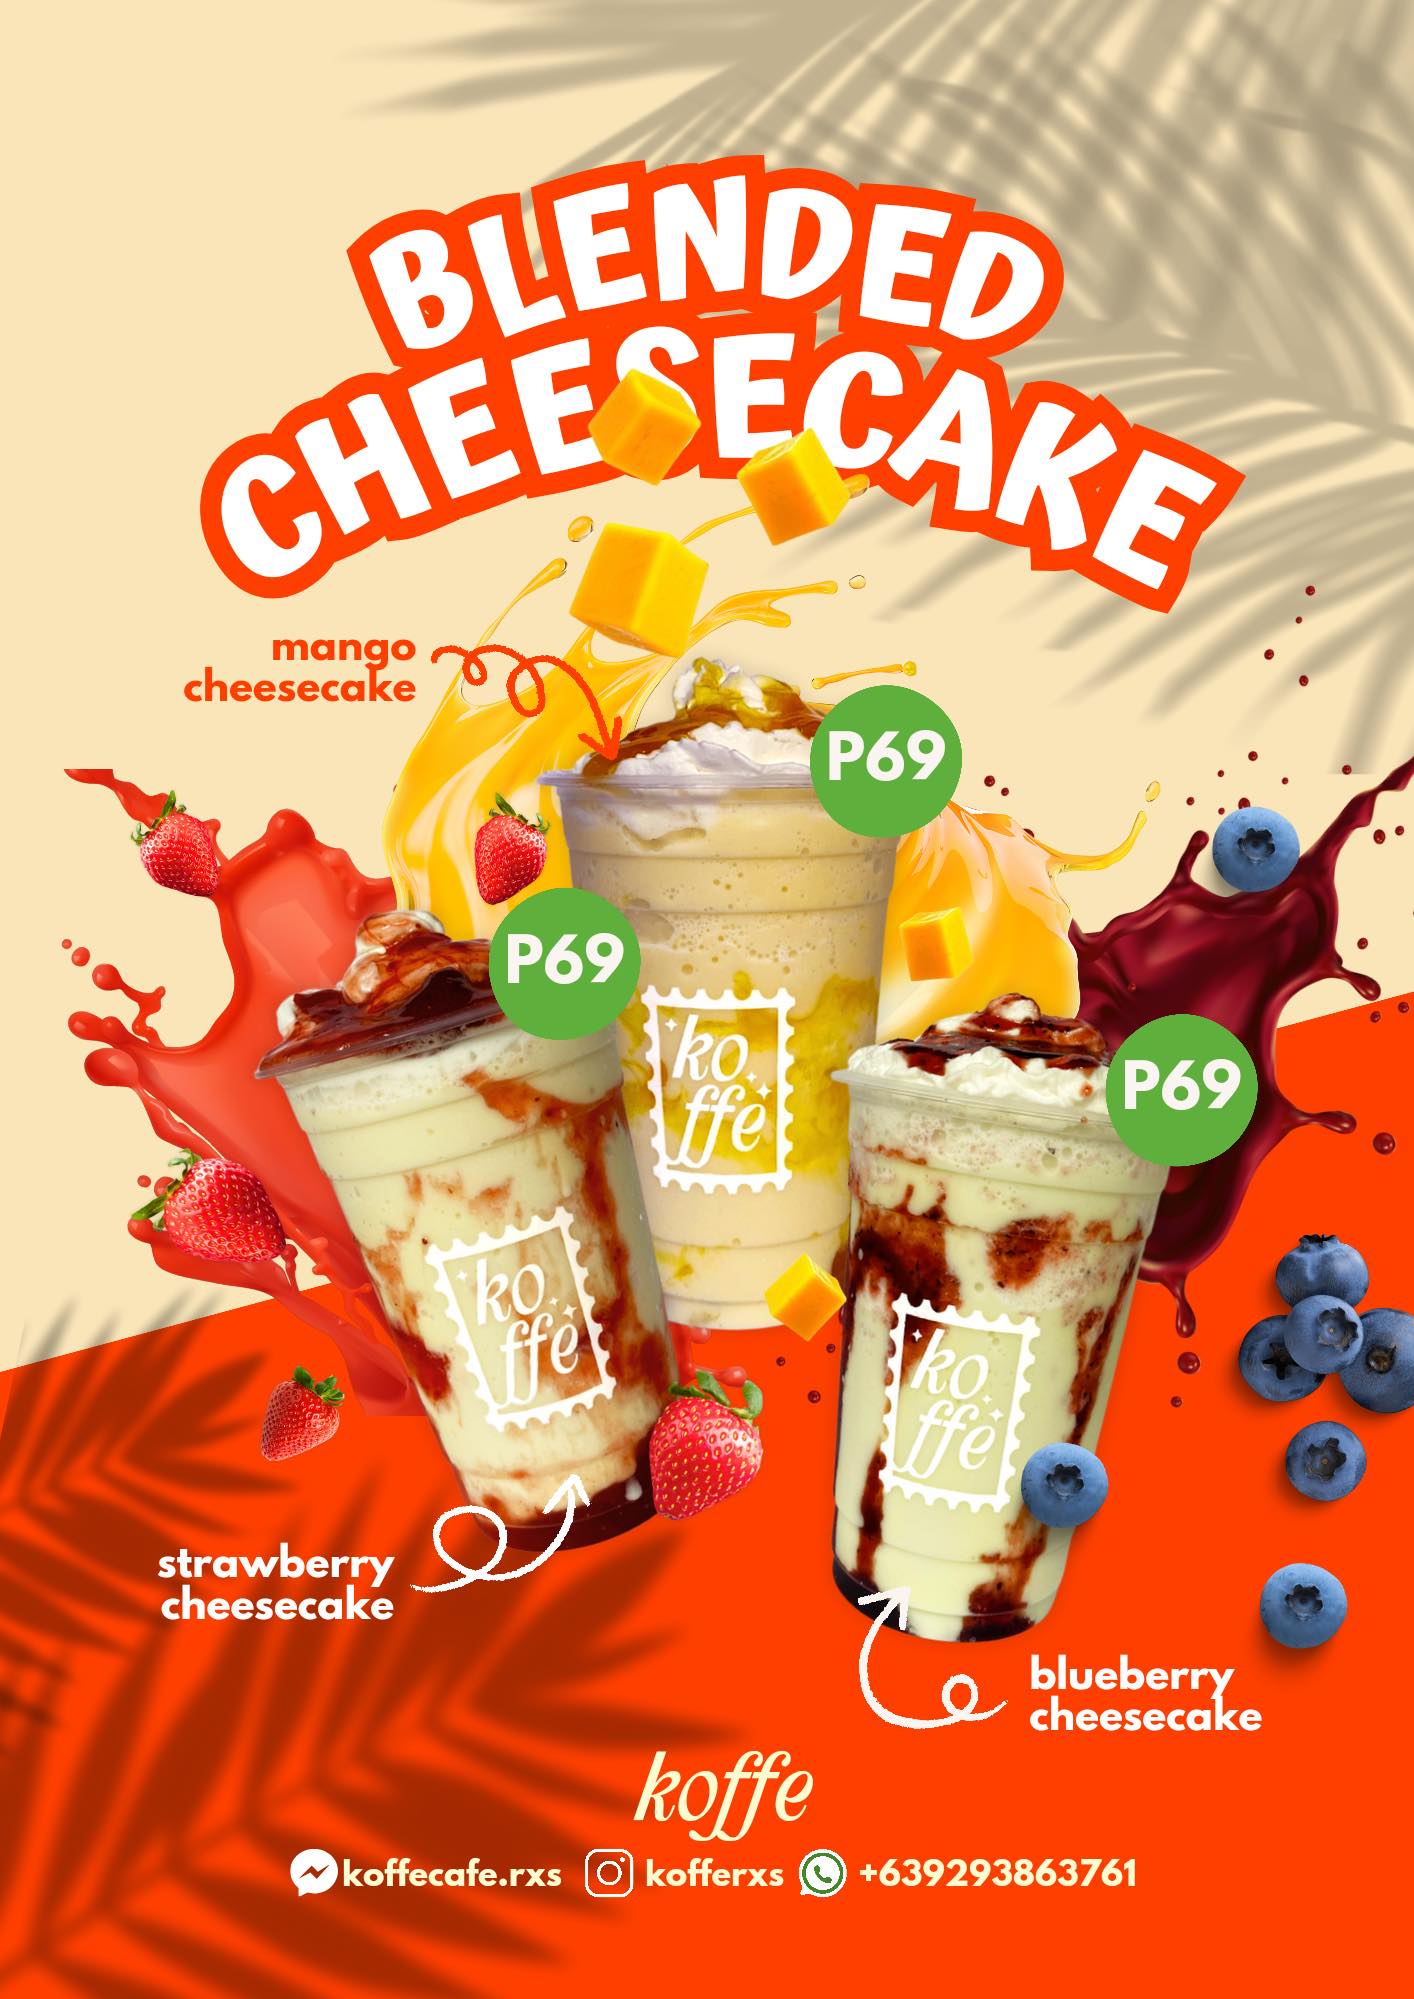 BLENDED
CHEESECAKE
mango
cheesecake
P69
P69
P69
ko
ffe
ko
ffe
ko
ffe
strawberry
cheesecake
blueberry
cheesecake
koffe
koffecafe.rxs kofferxs +639293863761